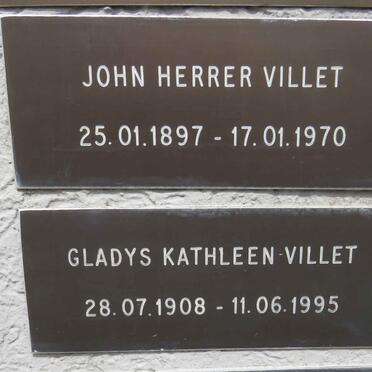 JOHN HERRER VILLET
25.01.1897 - 17.01.1970
GLADYS KATHLEEN VILLET
28.07.1908 - 11.06.1995